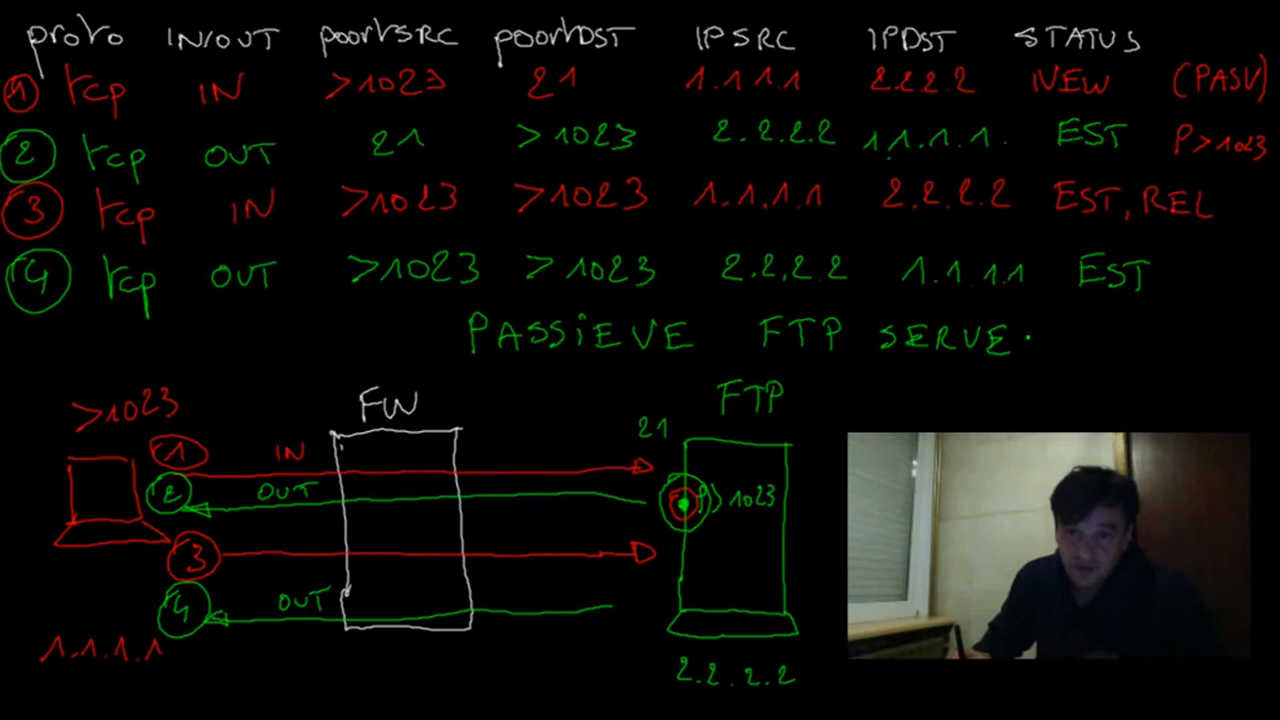 proto IN/OUT poortSRC poortDST IPSRC IPDST STATUS
1 tcp IN >1023 21 1.1.1.1 2.2.2.2 NEW (PASV)
2 tcp OUT 21 >1023 2.2.2.2 1.1.1.1. EST P>1023
3 tcp IN >1023 >1023 1.1.1.1 2.2.2.2 EST, REL
4 tcp OUT >1023 >1023 2.2.2.2 1.1.1.1 EST
PASSIEVE FTP SERVE.
>1023 FW FTP
21
1 IN
2 OUT P>1023
3
4 OUT
1.1.1.1
2.2.2.2